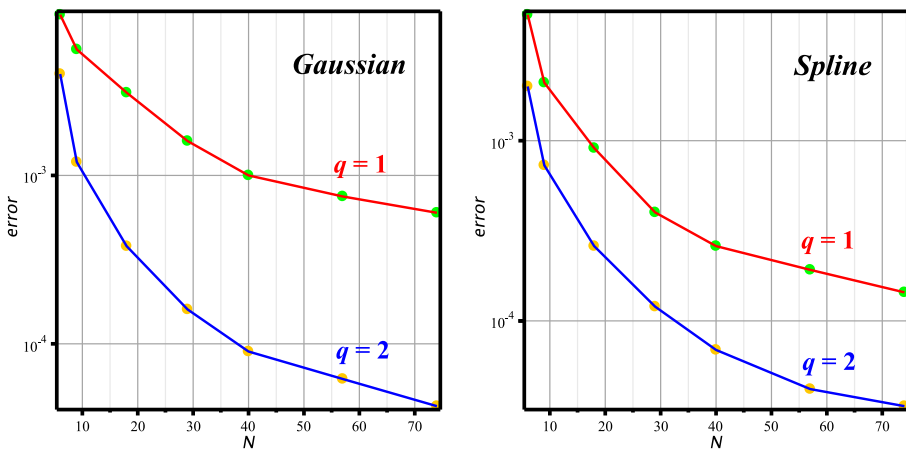 Gaussian
q = 1
q = 2
10⁻³
10⁻⁴
error
10 20 30 40 50 60 70
N
Spline
q = 1
q = 2
10⁻³
10⁻⁴
error
10 20 30 40 50 60 70
N